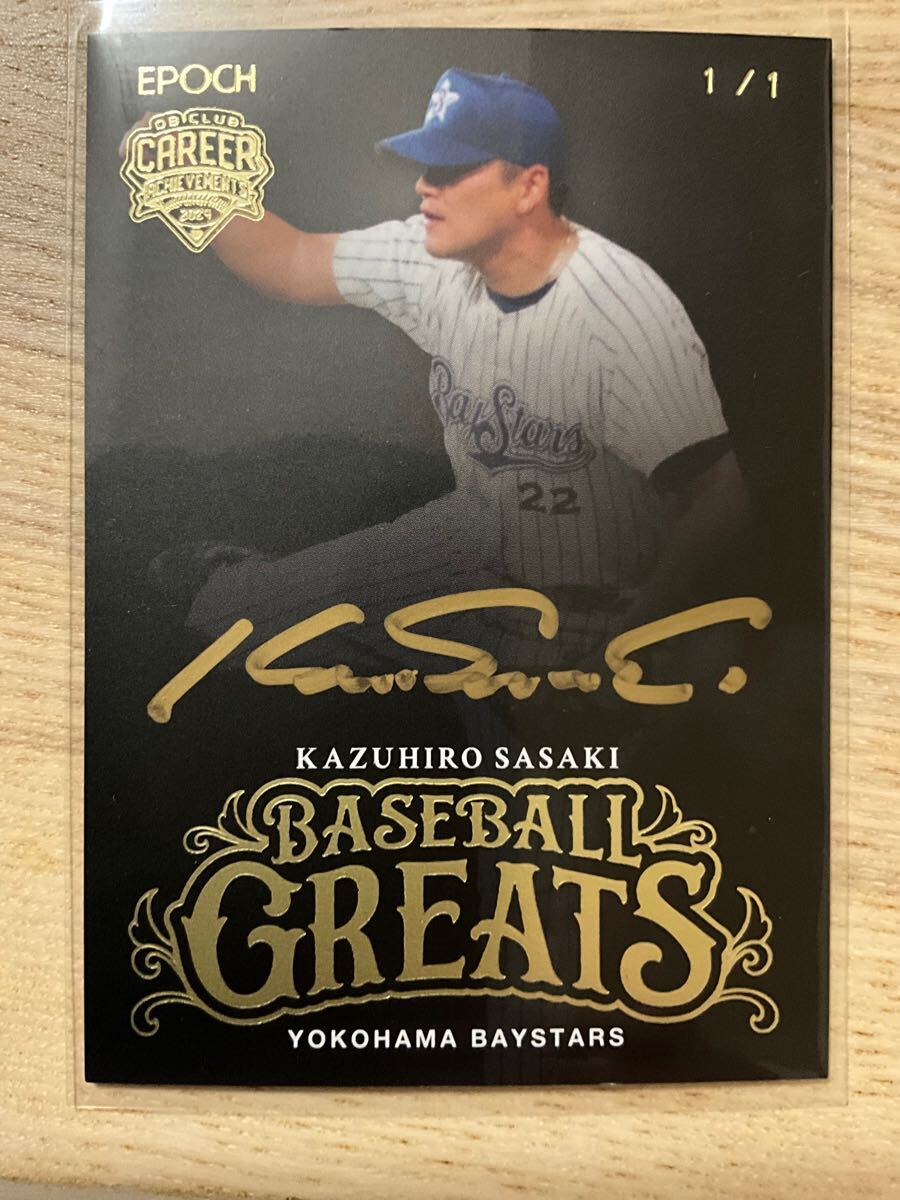 EPOCH
1/1
OB CLUB
CAREER
ACHIEVEMENTS
2024
BayStars
22
KAZUHIRO SASAKI
BASEBALL
GREATS
YOKOHAMA BAYSTARS